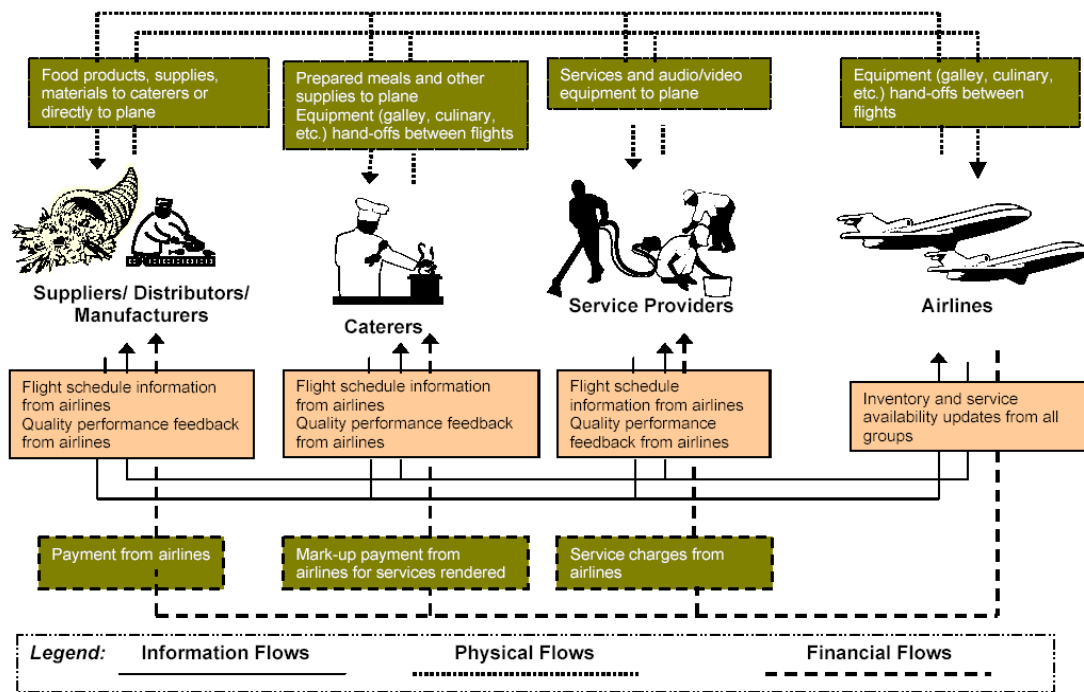 Food products, supplies,
materials to caterers or
directly to plane
Prepared meals and other
supplies to plane
Equipment (galley, culinary,
etc.) hand-offs between flights
Services and audio/video
equipment to plane
Equipment (galley, culinary,
etc.) hand-offs between
flights
Suppliers/ Distributors/
Manufacturers
Caterers
Service Providers
Airlines
Flight schedule information
from airlines
Quality performance feedback
from airlines
Flight schedule information
from airlines
Quality performance feedback
from airlines
Flight schedule
information from airlines
Quality performance
feedback from airlines
Inventory and service
availability updates from all
groups
Payment from airlines
Mark-up payment from
airlines for services rendered
Service charges from
airlines
Legend: Information Flows Physical Flows Financial Flows